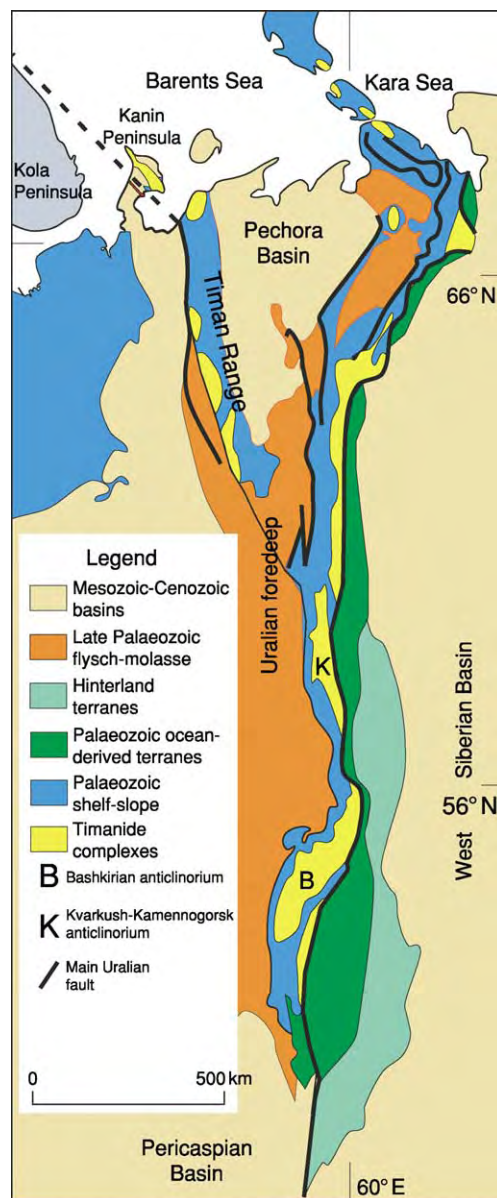 Barents Sea
Kara Sea
Kanin
Peninsula
Kola
Peninsula
Pechora
Basin
66° N
Timan Range
Legend
Mesozoic-Cenozoic
basins
Late Palaeozoic
flysch-molasse
Hinterland
terranes
Palaeozoic ocean-
derived terranes
Palaeozoic
shelf-slope
Timanide
complexes
B Bashkirian anticlinorium
K Kvarkush-Kamennogorsk
anticlinorium
Main Uralian
fault
0 500 km
Uralian foredeep
K
B
West Siberian Basin
56° N
Pericaspian
Basin
60° E